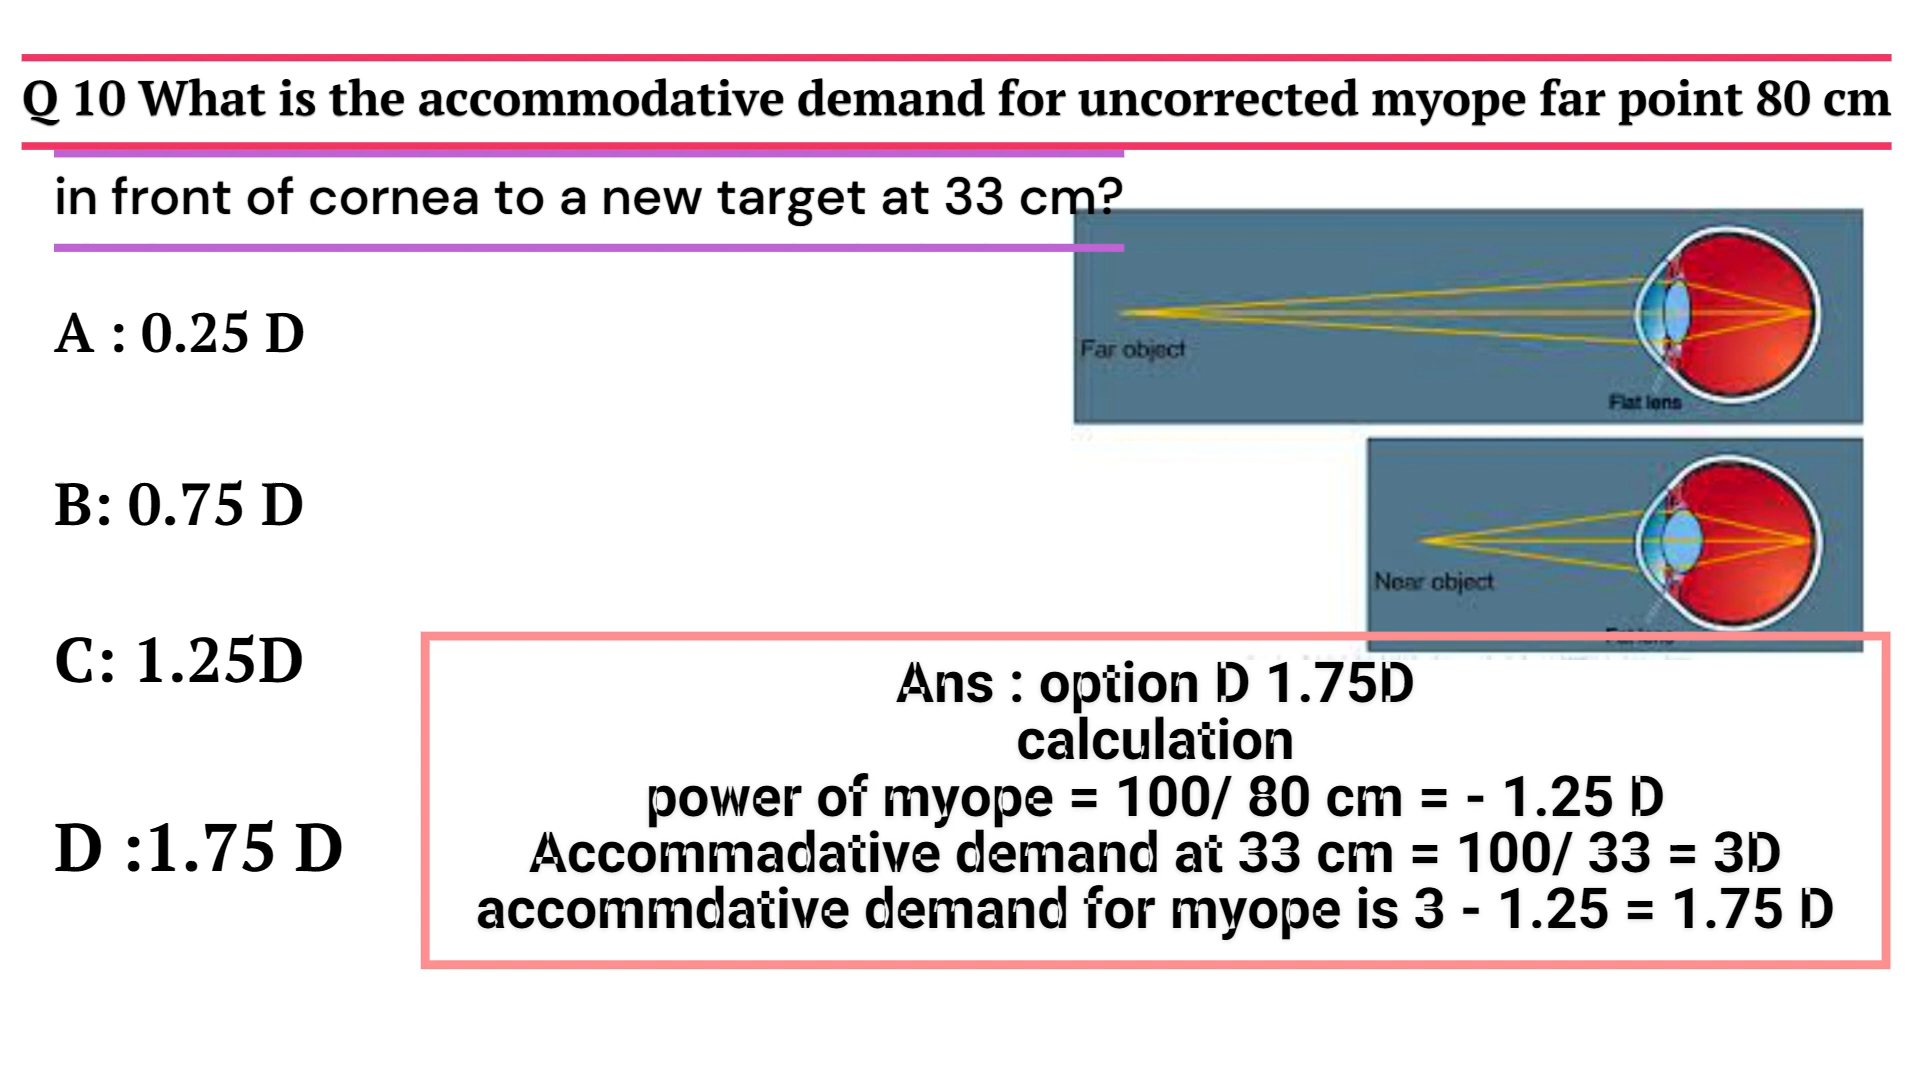 Q 10 What is the accommodative demand for uncorrected myope far point 80 cm
in front of cornea to a new target at 33 cm?
A : 0.25 D
Far object
Flat lens
B: 0.75 D
Near object
C: 1.25D
Ans : option D 1.75D
calculation
power of myope = 100/ 80 cm = - 1.25 D
Accommadative demand at 33 cm = 100/ 33 = 3D
accommdative demand for myope is 3 - 1.25 = 1.75 D
D :1.75 D